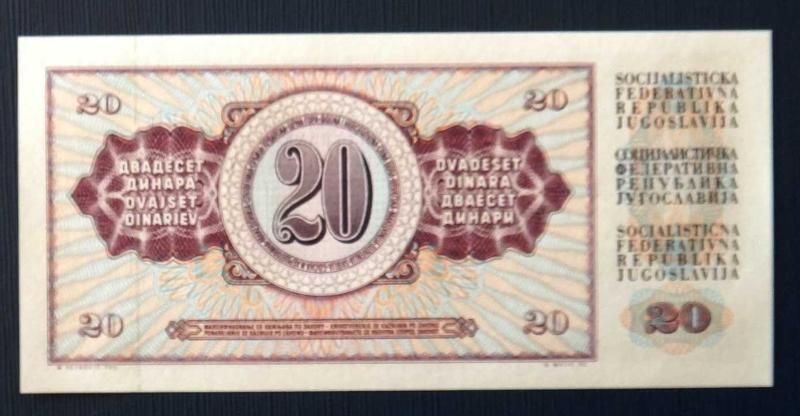 20
20
ДВАДЕСЕТ
ДИНАРА
DVAJSET
DINARJEV
20
DVADESET
DINARA
ДВАЕСЕТ
ДИНАРИ
20
20
SOCIJALISTIČKA
FEDERATIVNA
REPUBLIKA
JUGOSLAVIJA
СОЦИЈАЛИСТИЧКА
ФЕДЕРАТИВНА
РЕПУБЛИКА
ЈУГОСЛАВИЈА
SOCIALISTIČNA
FEDERATIVNA
REPUBLIKA
JUGOSLAVIJA
20